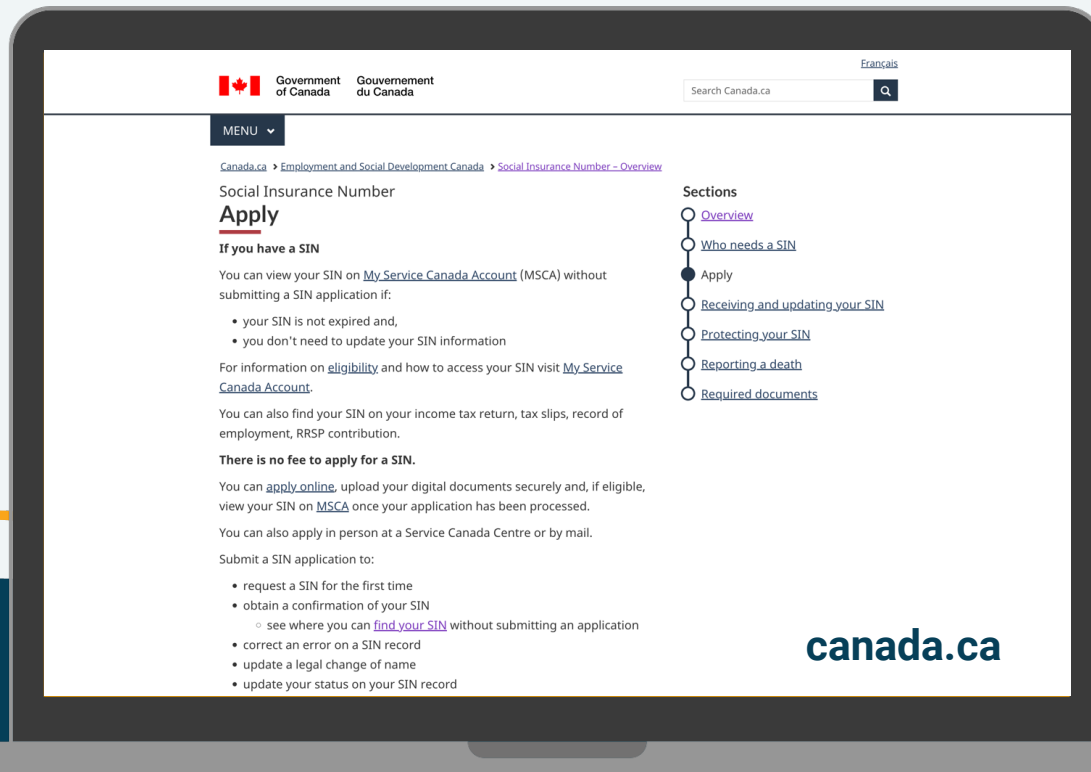 Français
Government of Canada
Gouvernement du Canada
Search Canada.ca
MENU
Canada.ca > Employment and Social Development Canada > Social Insurance Number – Overview
Social Insurance Number
Apply
If you have a SIN
You can view your SIN on My Service Canada Account (MSCA) without
submitting a SIN application if:
• your SIN is not expired and,
• you don't need to update your SIN information
For information on eligibility and how to access your SIN visit My Service
Canada Account.
You can also find your SIN on your income tax return, tax slips, record of
employment, RRSP contribution.
There is no fee to apply for a SIN.
You can apply online, upload your digital documents securely and, if eligible,
view your SIN on MSCA once your application has been processed.
You can also apply in person at a Service Canada Centre or by mail.
Submit a SIN application to:
• request a SIN for the first time
• obtain a confirmation of your SIN
◦ see where you can find your SIN without submitting an application
• correct an error on a SIN record
• update a legal change of name
• update your status on your SIN record
Sections
Overview
Who needs a SIN
Apply
Receiving and updating your SIN
Protecting your SIN
Reporting a death
Required documents
canada.ca